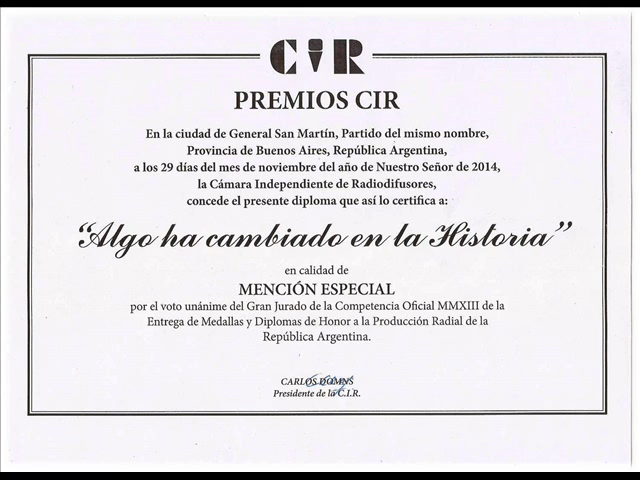 CIR
PREMIOS CIR
En la ciudad de General San Martín, Partido del mismo nombre,
Provincia de Buenos Aires, República Argentina,
a los 29 días del mes de noviembre del año de Nuestro Señor de 2014,
la Cámara Independiente de Radiodifusores,
concede el presente diploma que así lo certifica a:
“Algo ha cambiado en la Historia”
en calidad de
MENCIÓN ESPECIAL
por el voto unánime del Gran Jurado de la Competencia Oficial MMXIII de la
Entrega de Medallas y Diplomas de Honor a la Producción Radial de la
República Argentina.
CARLOS DOMNS
Presidente de la C.I.R.